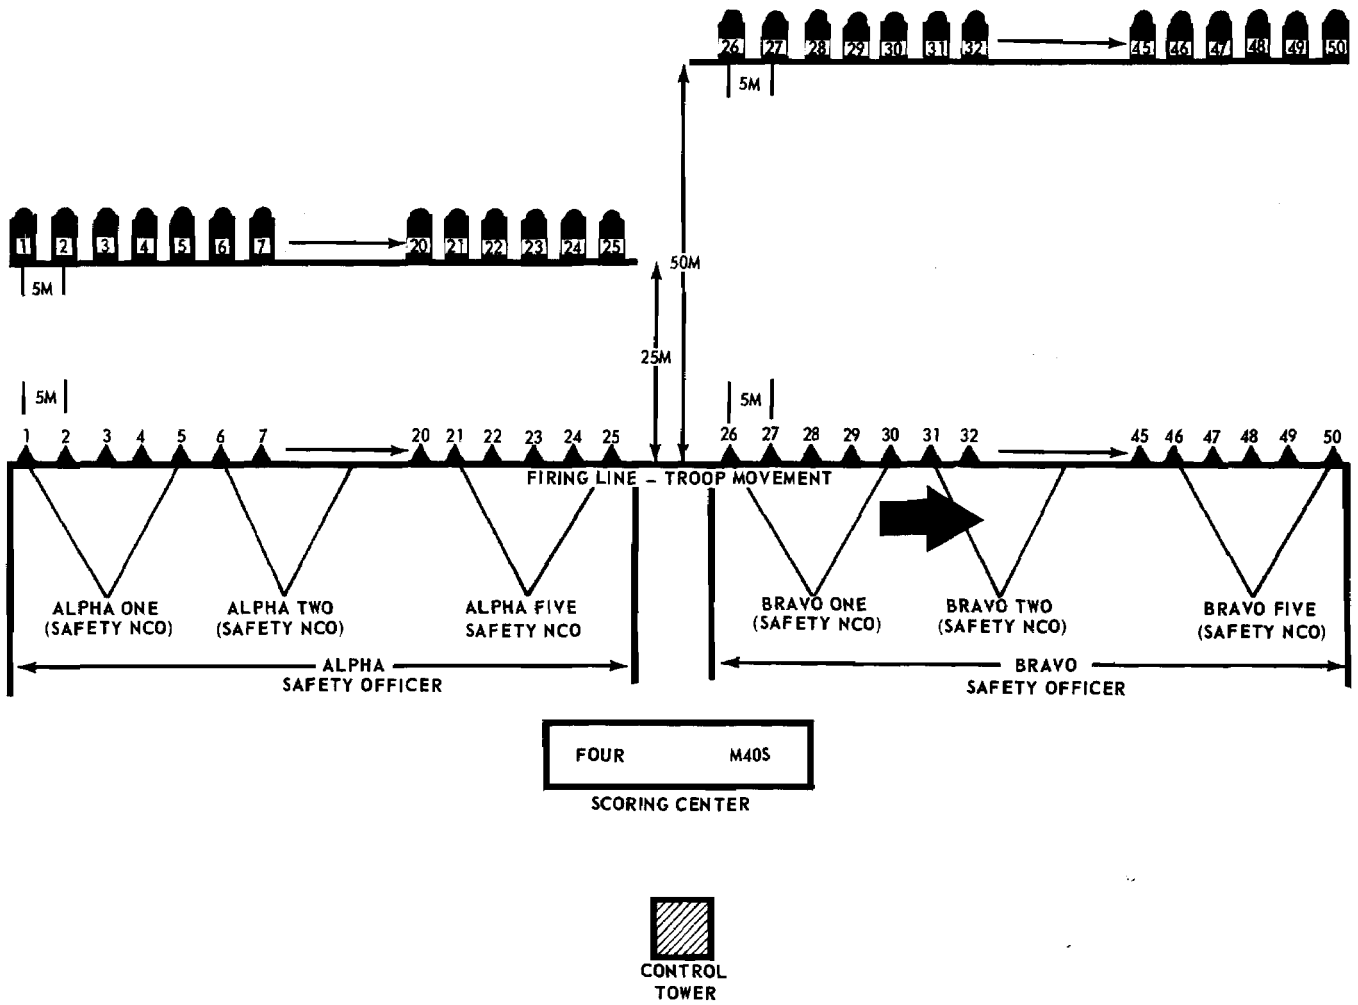 26 27 28 29 30 31 32 45 46 47 48 49 50
5M
1 2 3 4 5 6 7 20 21 22 23 24 25
50M
5M
25M
5M
5M
1 2 3 4 5 6 7 20 21 22 23 24 25 26 27 28 29 30 31 32 45 46 47 48 49 50
FIRING LINE – TROOP MOVEMENT
ALPHA ONE
(SAFETY NCO)
ALPHA TWO
(SAFETY NCO)
ALPHA FIVE
SAFETY NCO
BRAVO ONE
(SAFETY NCO)
BRAVO TWO
(SAFETY NCO)
BRAVO FIVE
(SAFETY NCO)
ALPHA
SAFETY OFFICER
BRAVO
SAFETY OFFICER
FOUR M40S
SCORING CENTER
CONTROL
TOWER